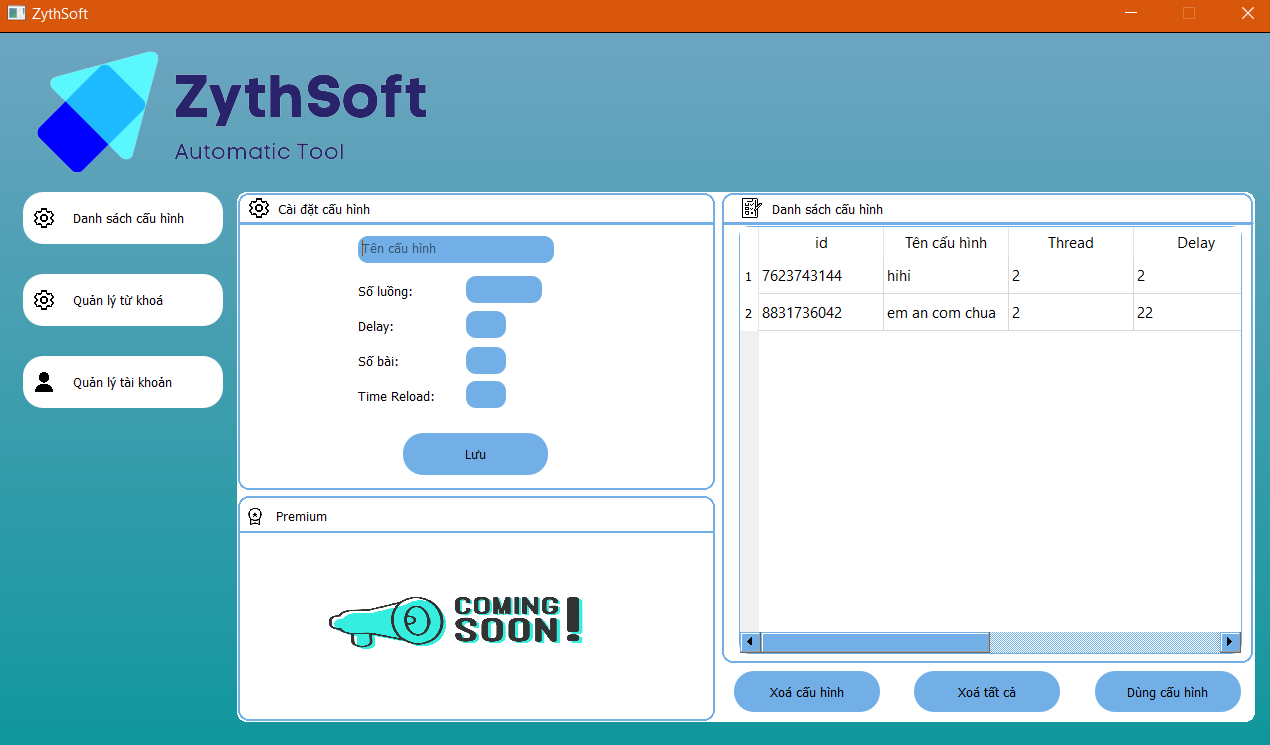 ZythSoft
ZythSoft
Automatic Tool
Danh sách cấu hình
Quản lý từ khoá
Quản lý tài khoản
Cài đặt cấu hình
Tên cấu hình
Số luồng:
Delay:
Số bài:
Time Reload:
Lưu
Premium
COMING
SOON!
Danh sách cấu hình
id Tên cấu hình Thread Delay
1 7623743144 hihi 2 2
2 8831736042 em an com chua 2 22
Xoá cấu hình
Xoá tất cả
Dùng cấu hình